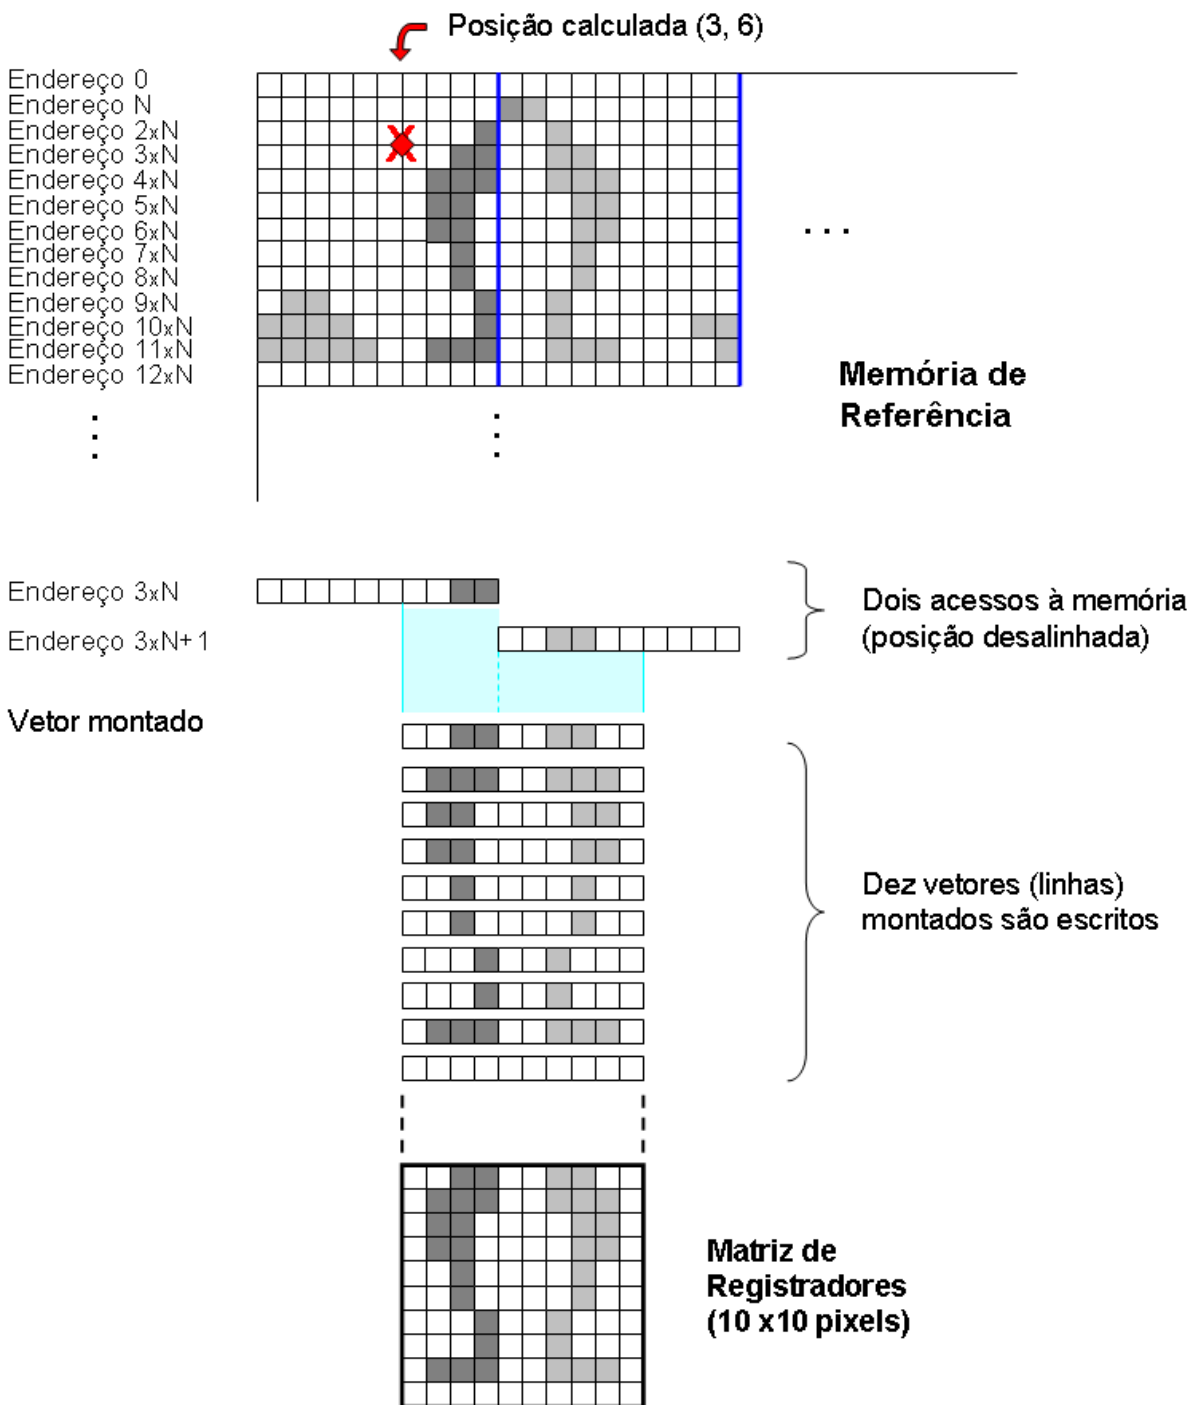 Posição calculada (3, 6)
Endereço 0
Endereço N
Endereço 2xN
Endereço 3xN
Endereço 4xN
Endereço 5xN
Endereço 6xN
Endereço 7xN
Endereço 8xN
Endereço 9xN
Endereço 10xN
Endereço 11xN
Endereço 12xN
. . .
Memória de
Referência
Endereço 3xN
Endereço 3xN+1
Dois acessos à memória
(posição desalinhada)
Vetor montado
Dez vetores (linhas)
montados são escritos
Matriz de
Registradores
(10 x10 pixels)